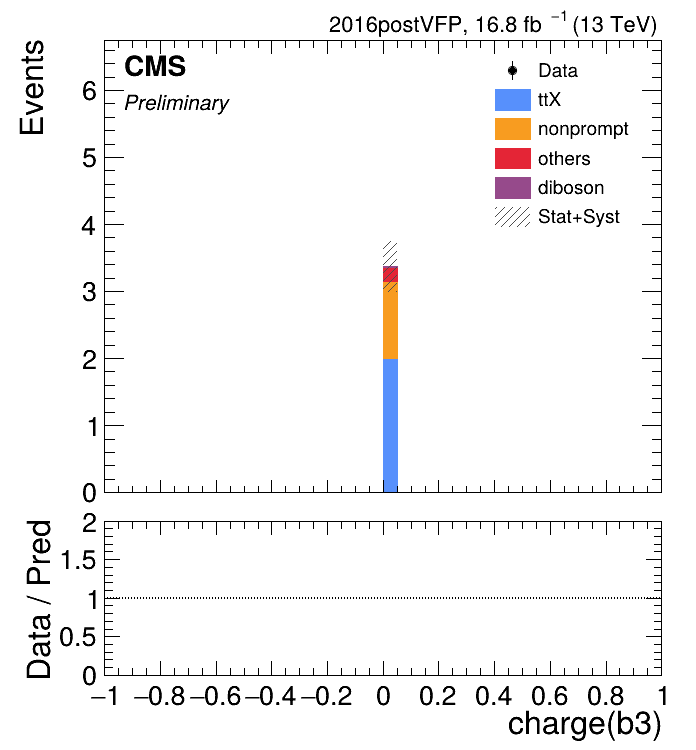 2016postVFP, 16.8 fb⁻¹ (13 TeV)
CMS
Preliminary
Events
Data
ttX
nonprompt
others
diboson
Stat+Syst
6
5
4
3
2
1
0
Data / Pred
2
1.5
1
0.5
0
−1 −0.8 −0.6 −0.4 −0.2 0 0.2 0.4 0.6 0.8 1
charge(b3)